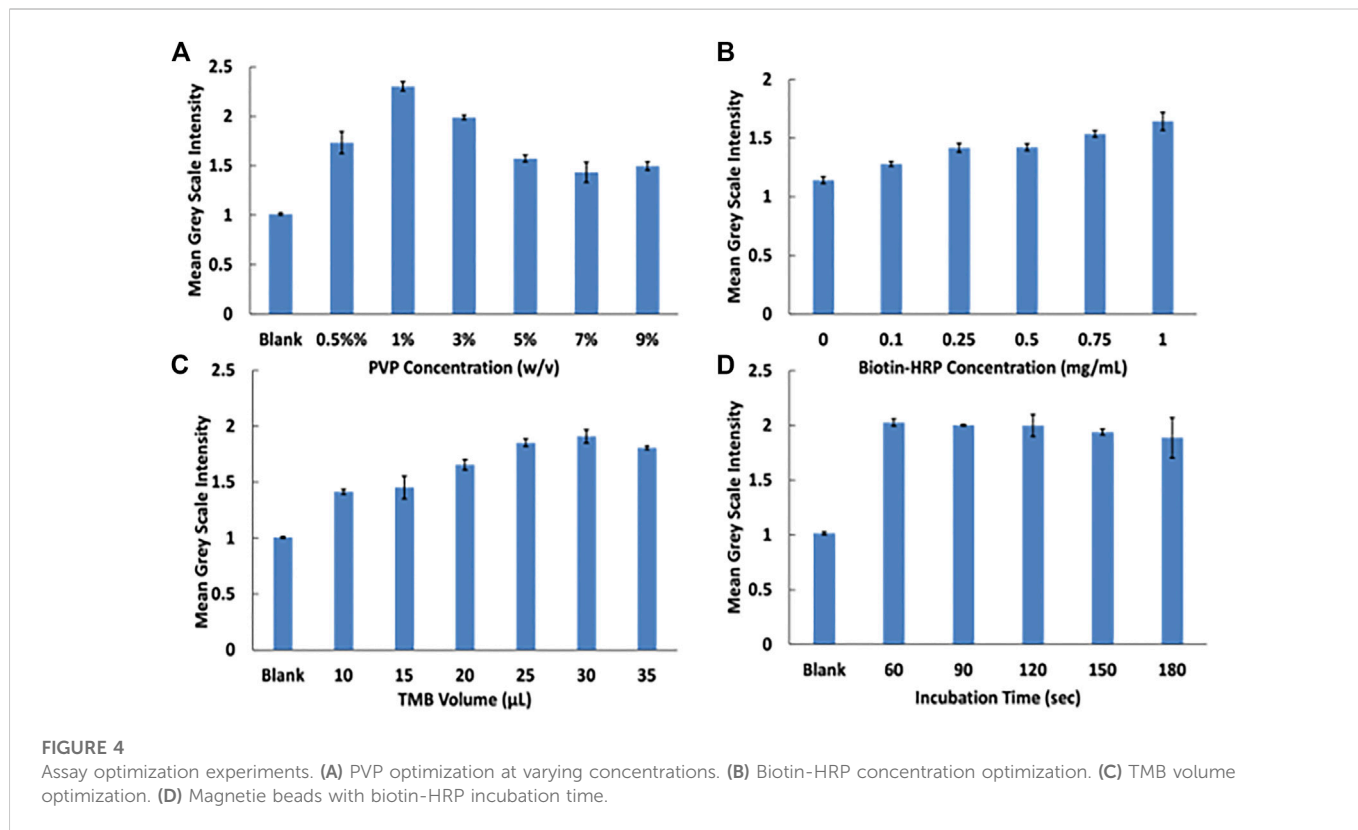 A
Mean Grey Scale Intensity
2.5
2
1.5
1
0.5
0
Blank 0.5%% 1% 3% 5% 7% 9%
PVP Concentration (w/v)
B
Mean Grey Scale Intensity
2
1.5
1
0.5
0
0 0.1 0.25 0.5 0.75 1
Biotin-HRP Concentration (mg/mL)
C
Mean Grey Scale Intensity
2.5
2
1.5
1
0.5
0
Blank 10 15 20 25 30 35
TMB Volume (µL)
D
Mean Grey Scale Intensity
2.5
2
1.5
1
0.5
0
Blank 60 90 120 150 180
Incubation Time (sec)
FIGURE 4
Assay optimization experiments. (A) PVP optimization at varying concentrations. (B) Biotin-HRP concentration optimization. (C) TMB volume
optimization. (D) Magnetie beads with biotin-HRP incubation time.